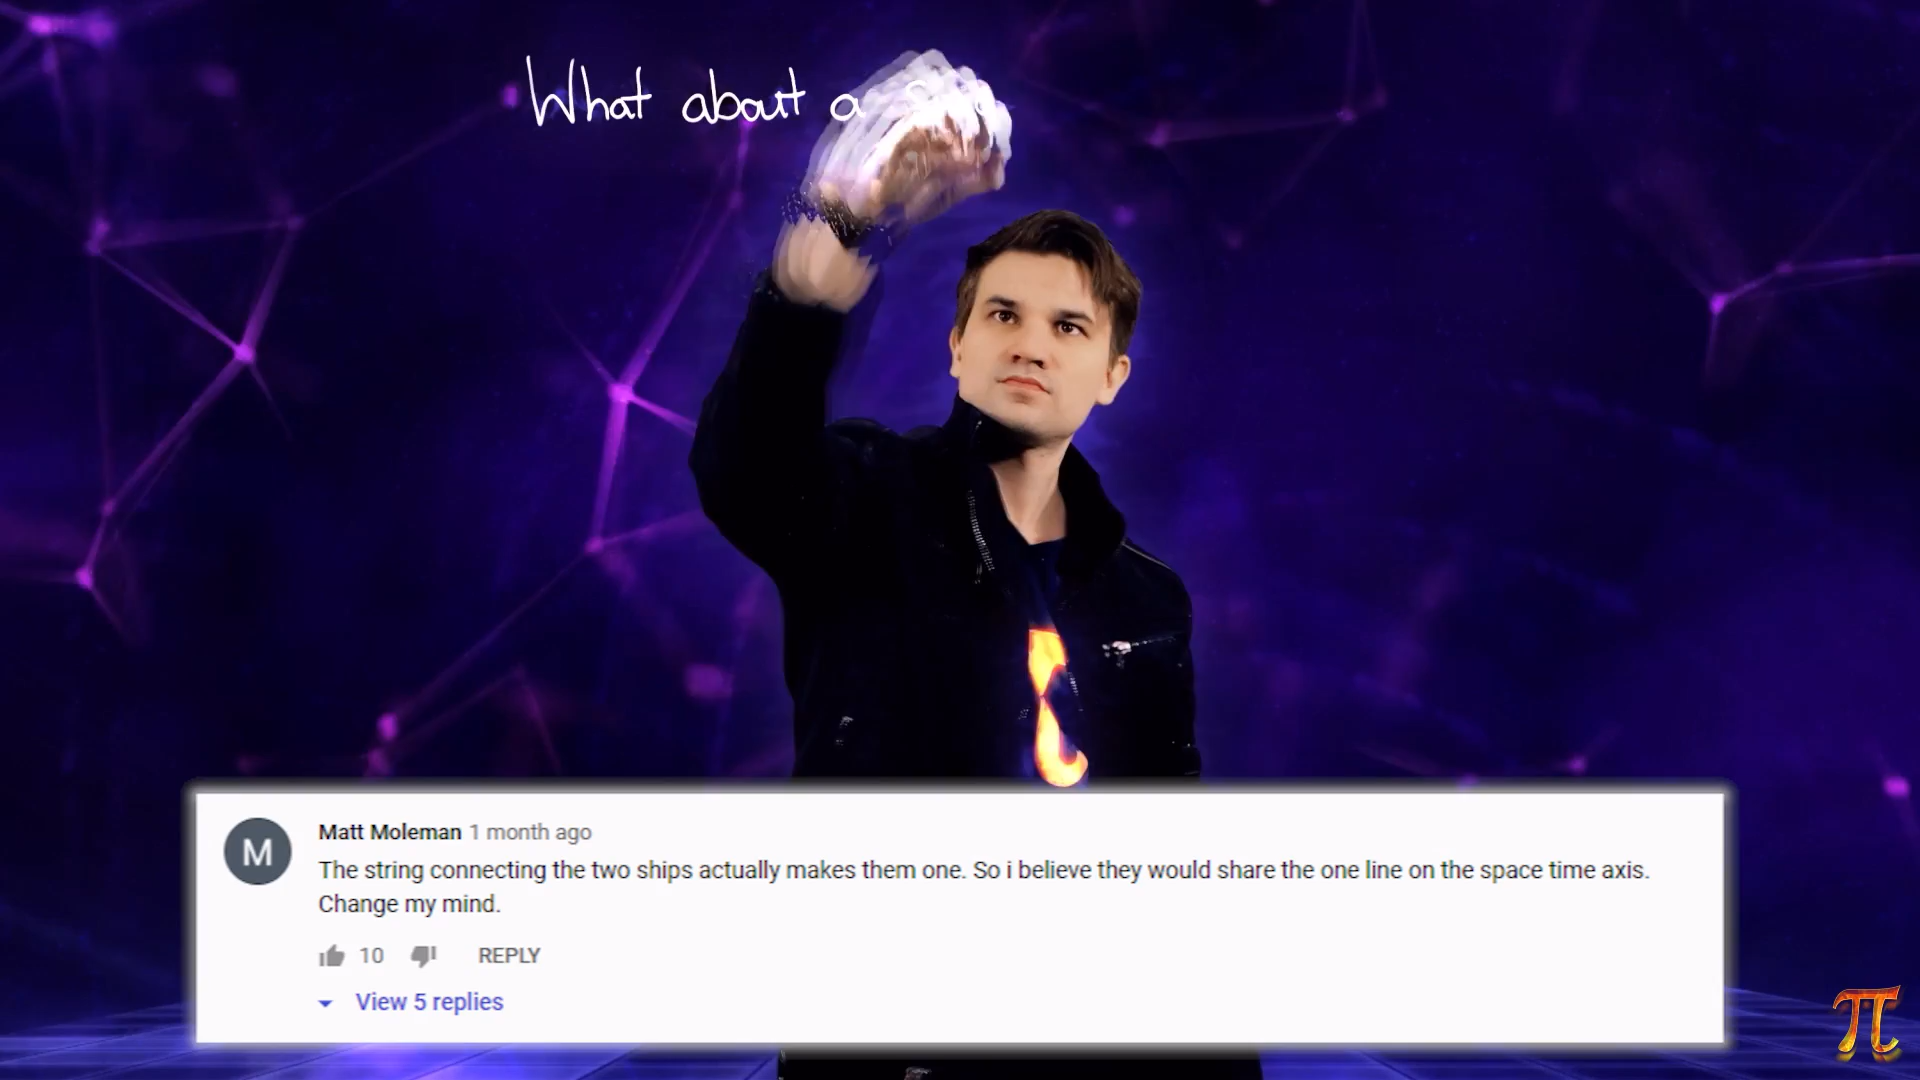 What about a
Matt Moleman 1 month ago
The string connecting the two ships actually makes them one. So i believe they would share the one line on the space time axis.
Change my mind.
10 REPLY
View 5 replies
M
π